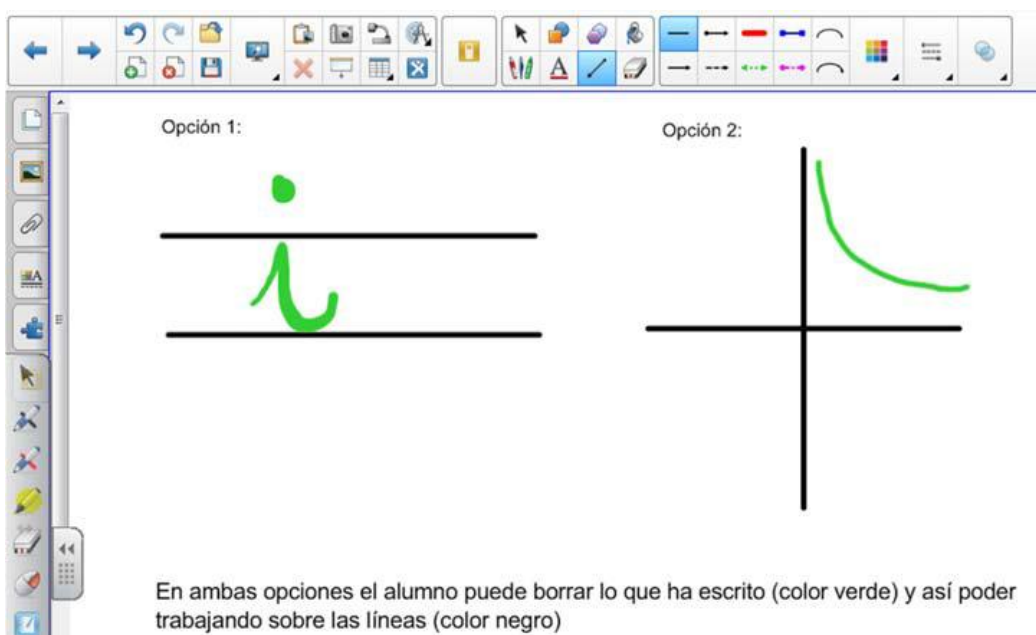 Opción 1:
Opción 2:
i
En ambas opciones el alumno puede borrar lo que ha escrito (color verde) y así poder
trabajando sobre las líneas (color negro)